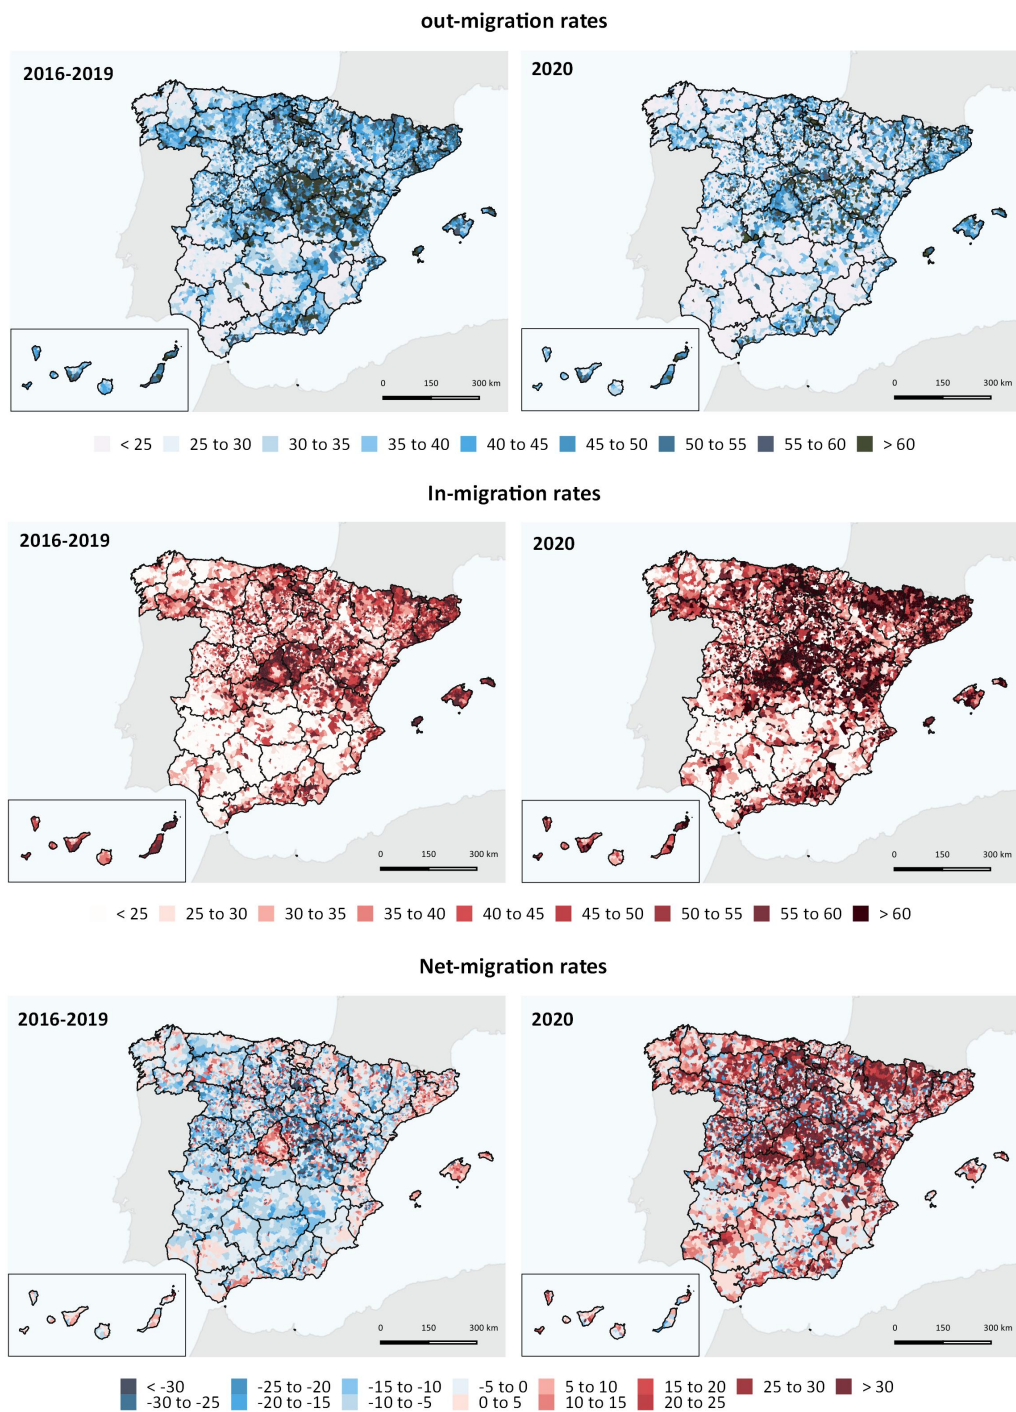 out-migration rates
2016-2019
2020
0 150 300 km
0 150 300 km
< 25 25 to 30 30 to 35 35 to 40 40 to 45 45 to 50 50 to 55 55 to 60 > 60
In-migration rates
2016-2019
2020
0 150 300 km
0 150 300 km
< 25 25 to 30 30 to 35 35 to 40 40 to 45 45 to 50 50 to 55 55 to 60 > 60
Net-migration rates
2016-2019
2020
0 150 300 km
0 150 300 km
< -30 -25 to -20 -15 to -10 -5 to 0 5 to 10 15 to 20 25 to 30 > 30
-30 to -25 -20 to -15 -10 to -5 0 to 5 10 to 15 20 to 25